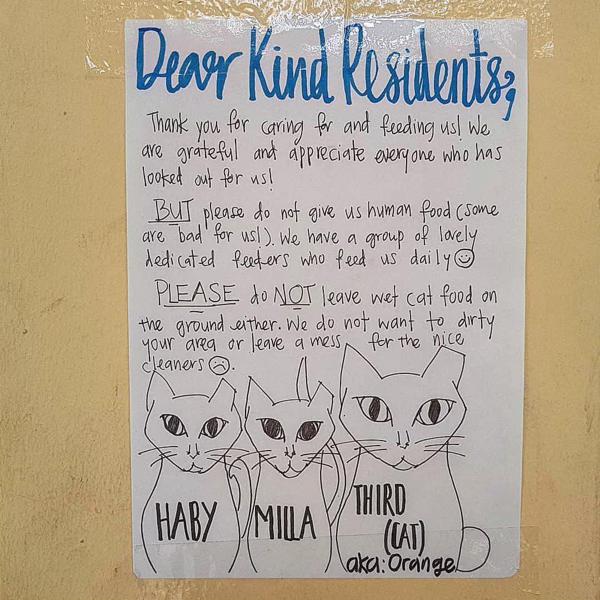 Dear Kind Residents,
Thank you for caring for and feeding us! We
are grateful and appreciate everyone who has
looked out for us!
BUT please do not give us human food (some
are bad for us!). We have a group of lovely
dedicated feeders who feed us daily
PLEASE do NOT leave wet cat food on
the ground either. We do not want to dirty
your area or leave a mess for the nice
cleaners.
HABY
MILLA
THIRD
(CAT)
aka: Orange